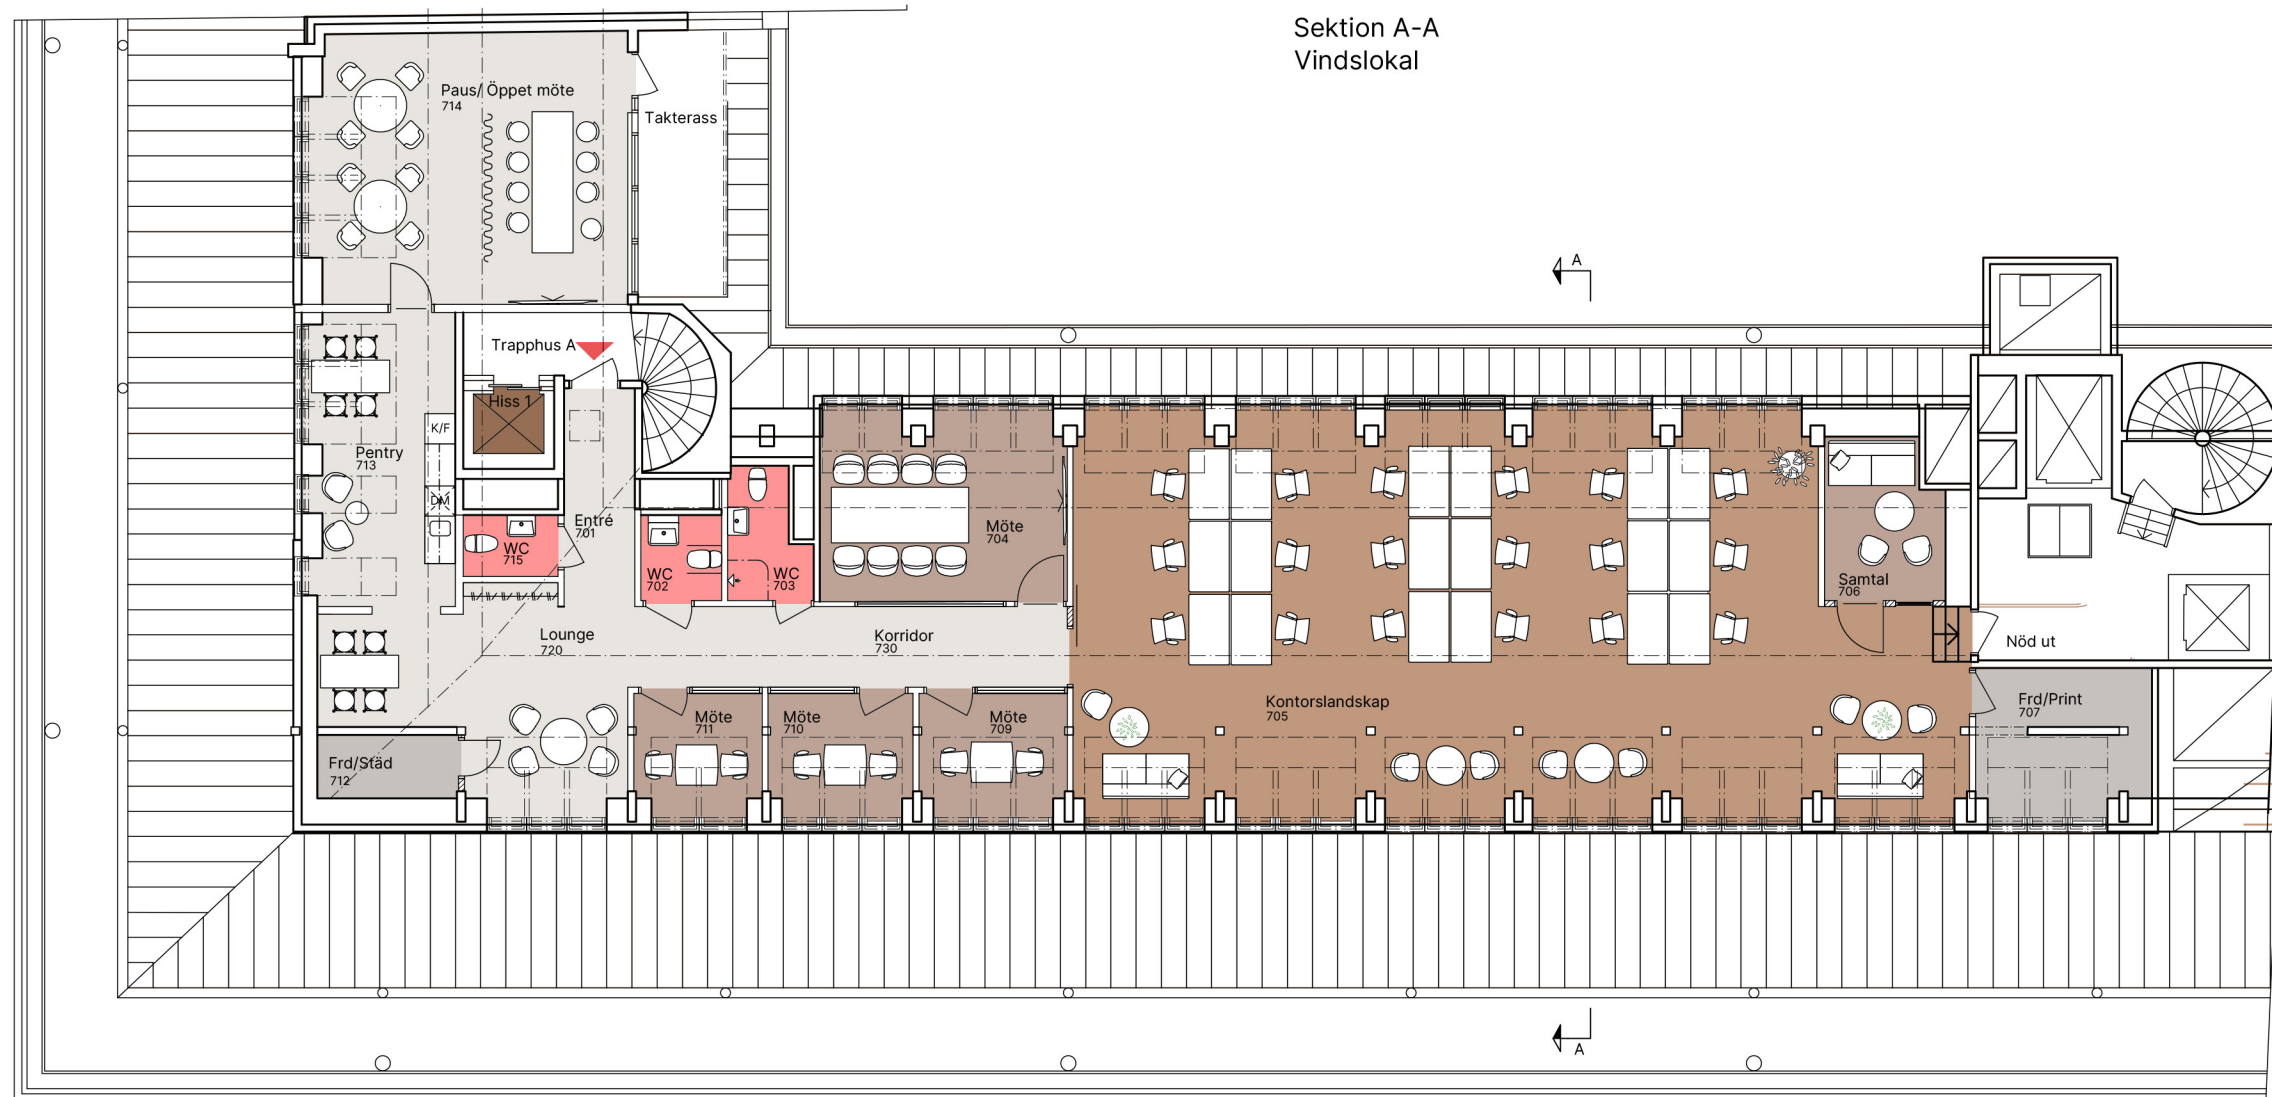 Sektion A-A
Vindslokal
Paus/ Öppet möte
714
Takterass
A
Trapphus A
Hiss 1
K/F
Pentry
713
DM
Entré
701
WC
715
WC
702
WC
703
Möte
704
Samtal
706
Lounge
720
Korridor
730
Nöd ut
Kontorslandskap
705
Frd/Print
707
Möte
711
Möte
710
Möte
709
Frd/Städ
712
A